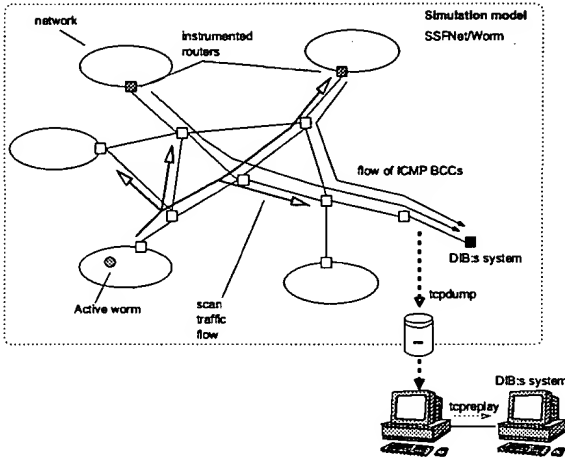 network
instrumented
routers
Simulation model
SSFNet/Worm
flow of ICMP BCCs
DIB:s system
Active worm
scan
traffic
flow
tcpdump
DIB:s system
tcpreplay